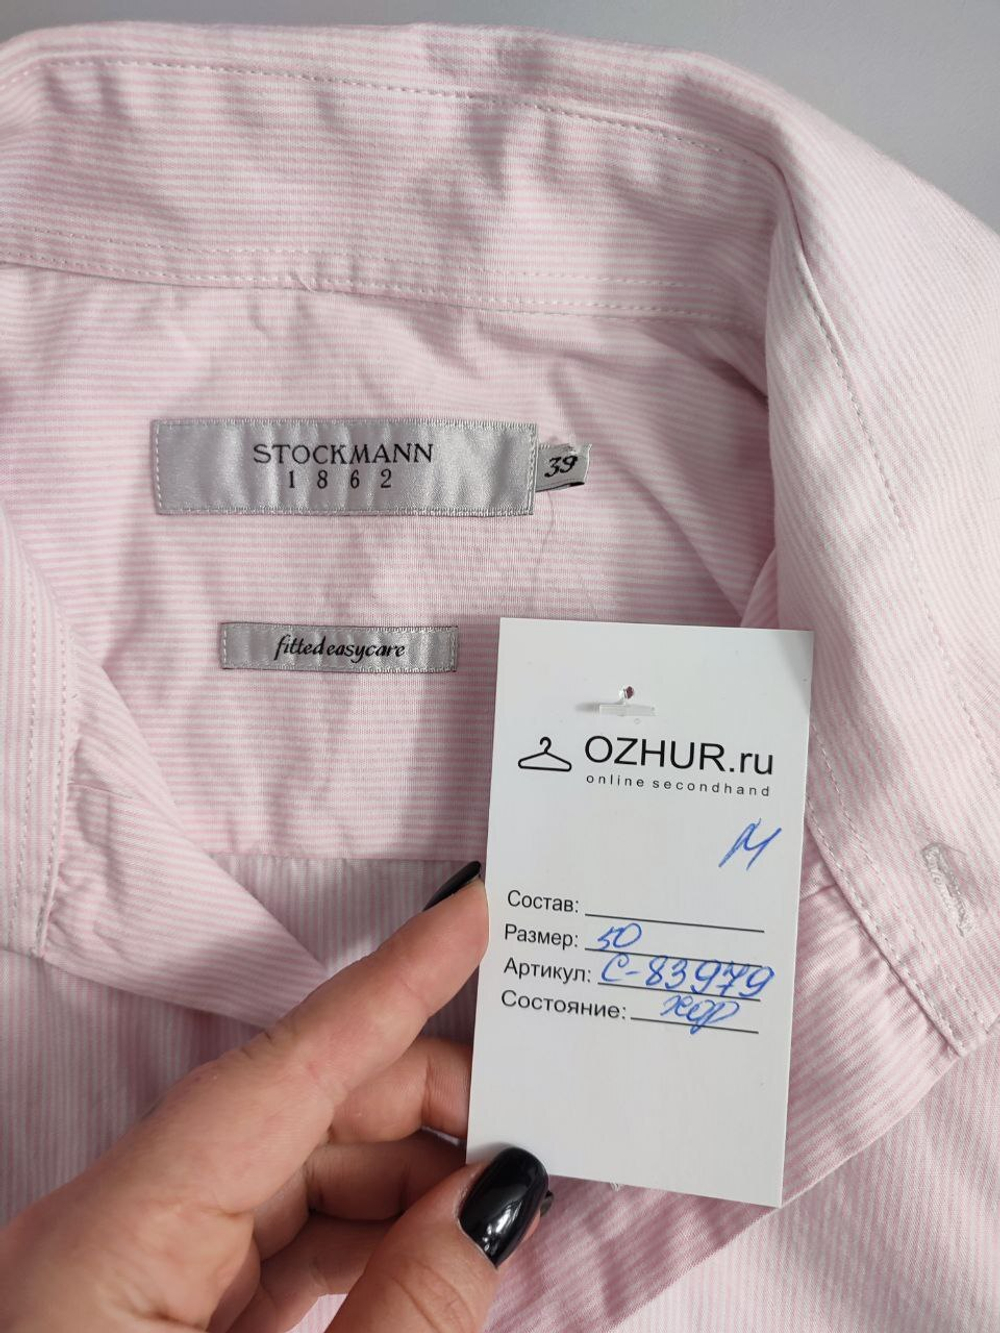 STOCKMANN
1862
39
fitted easycare
OZHUR.ru
online secondhand
М
Состав:
Размер: 50
Артикул: С-83979
Состояние: хор